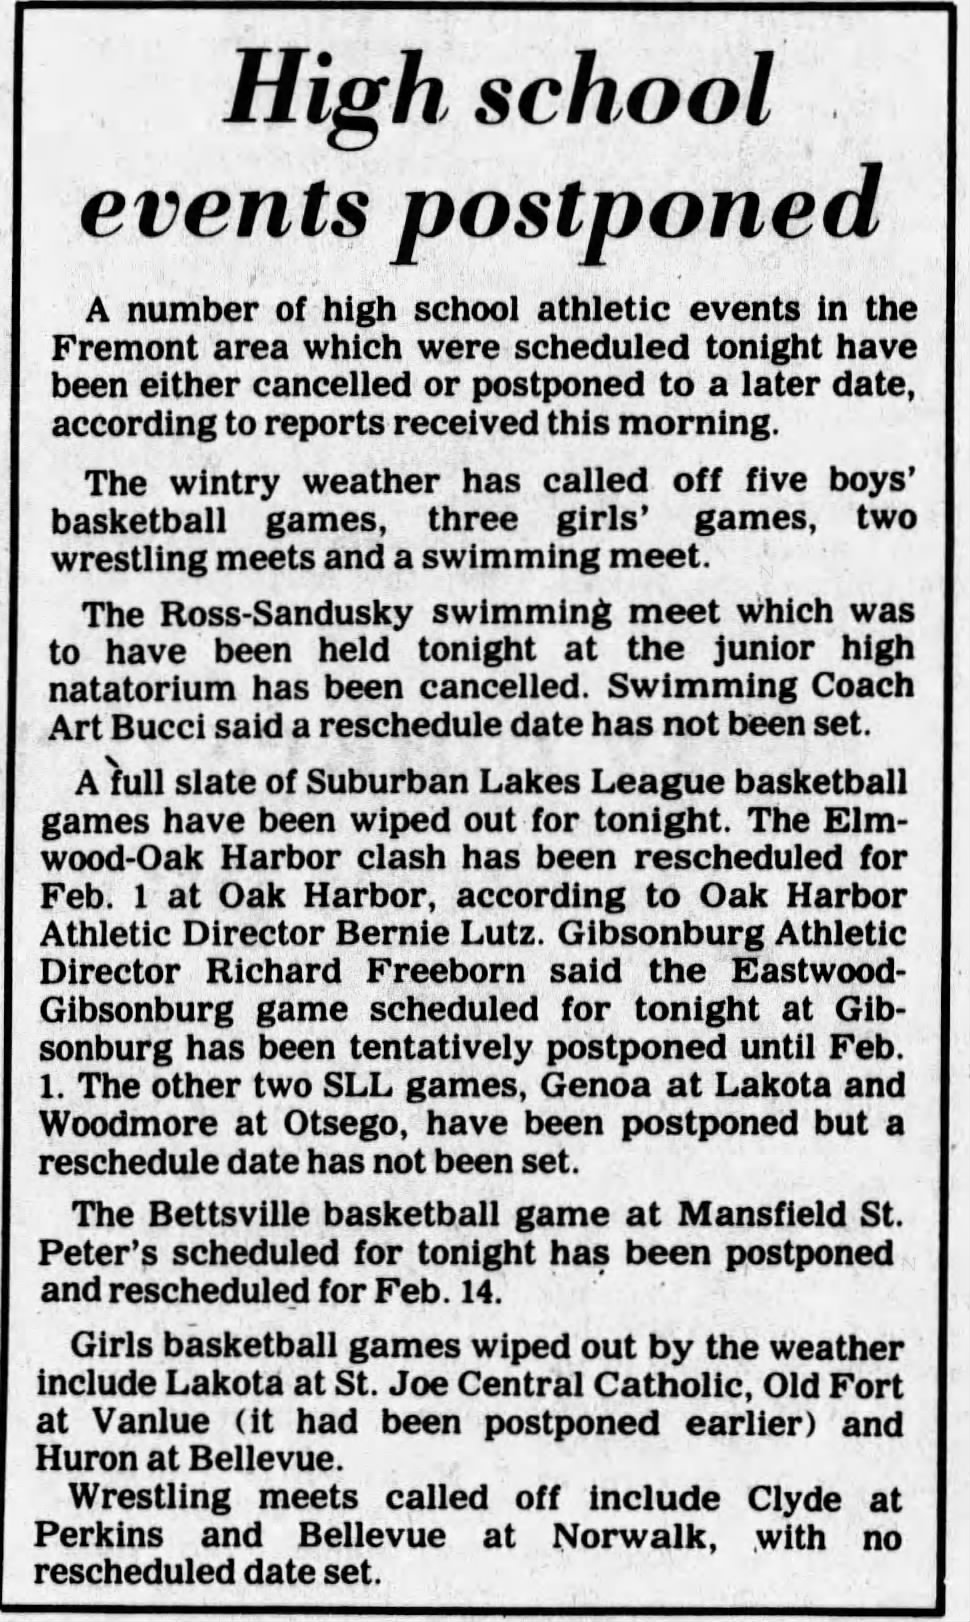 High school
events postponed
A number of high school athletic events in the
Fremont area which were scheduled tonight have
been either cancelled or postponed to a later date,
according to reports received this morning.
The wintry weather has called off five boys'
basketball games, three girls' games, two
wrestling meets and a swimming meet.
The Ross-Sandusky swimming meet which was
to have been held tonight at the junior high
natatorium has been cancelled. Swimming Coach
Art Bucci said a reschedule date has not been set.
A full slate of Suburban Lakes League basketball
games have been wiped out for tonight. The Elm-
wood-Oak Harbor clash has been rescheduled for
Feb. 1 at Oak Harbor, according to Oak Harbor
Athletic Director Bernie Lutz. Gibsonburg Athletic
Director Richard Freeborn said the Eastwood-
Gibsonburg game scheduled for tonight at Gib-
sonburg has been tentatively postponed until Feb.
1. The other two SLL games, Genoa at Lakota and
Woodmore at Otsego, have been postponed but a
reschedule date has not been set.
The Bettsville basketball game at Mansfield St.
Peter's scheduled for tonight has been postponed
and rescheduled for Feb. 14.
Girls basketball games wiped out by the weather
include Lakota at St. Joe Central Catholic, Old Fort
at Vanlue (it had been postponed earlier) and
Huron at Bellevue.
Wrestling meets called off include Clyde at
Perkins and Bellevue at Norwalk, with no
rescheduled date set.